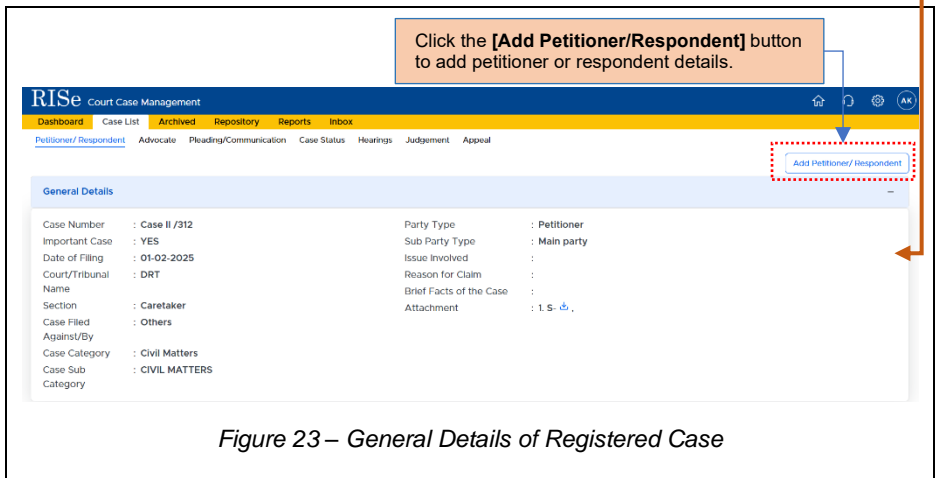 Click the [Add Petitioner/Respondent] button
to add petitioner or respondent details.
RISe Court Case Management
AK
Dashboard Case List Archived Repository Reports Inbox
Petitioner/ Respondent Advocate Pleading/Communication Case Status Hearings Judgement Appeal
Add Petitioner/ Respondent
General Details –
Case Number : Case II /312
Important Case : YES
Date of Filing : 01-02-2025
Court/Tribunal : DRT
Name
Section : Caretaker
Case Filed : Others
Against/By
Case Category : Civil Matters
Case Sub : CIVIL MATTERS
Category
Party Type : Petitioner
Sub Party Type : Main party
Issue Involved :
Reason for Claim :
Brief Facts of the Case :
Attachment : 1. S- ,
Figure 23 – General Details of Registered Case